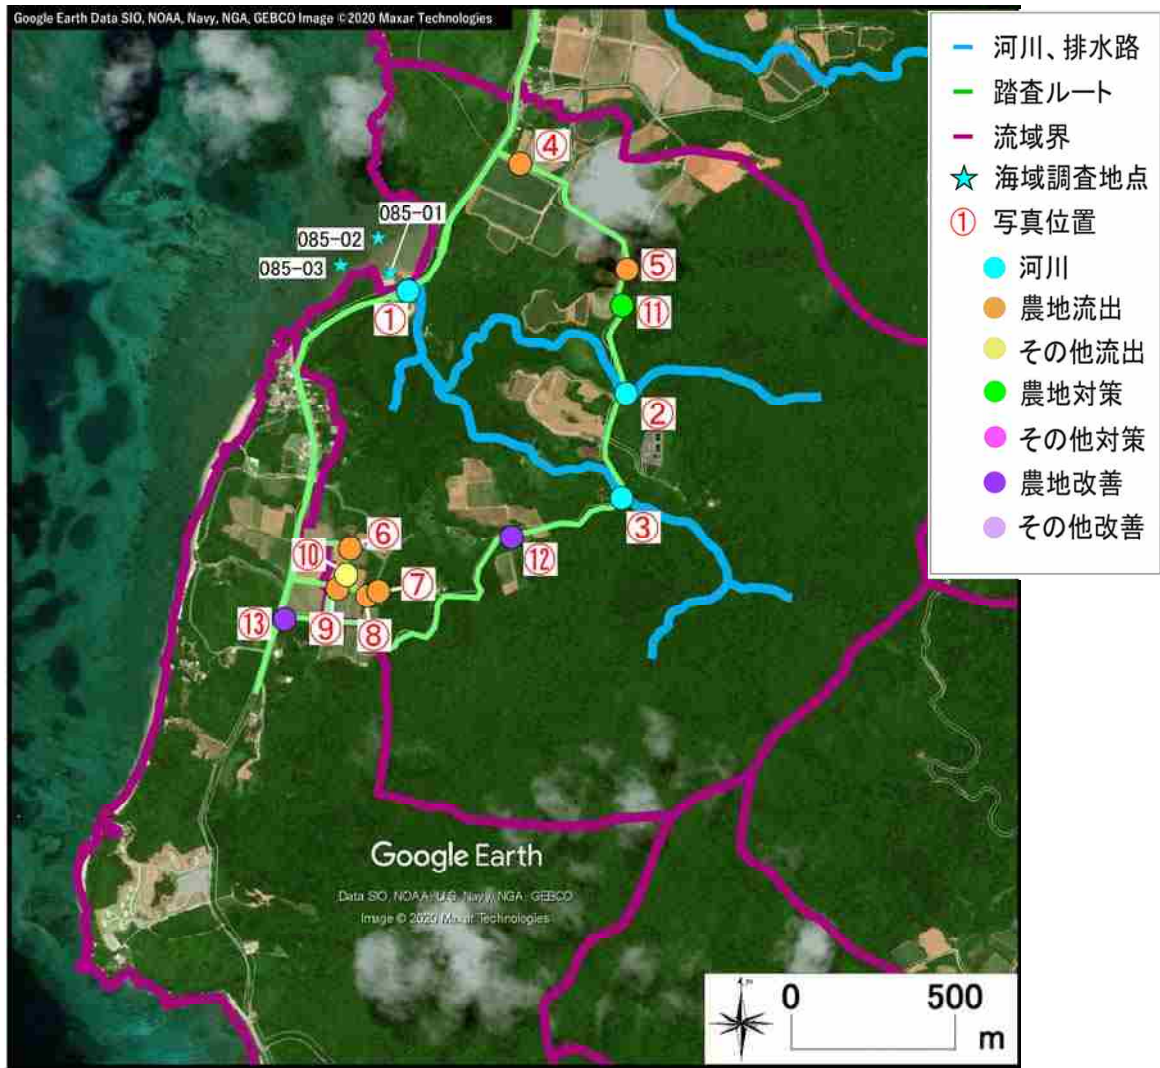 Google Earth Data SIO, NOAA, Navy, NGA, GEBCO Image ©2020 Maxar Technologies
河川、排水路
踏査ルート
流域界
海域調査地点
① 写真位置
河川
農地流出
その他流出
農地対策
その他対策
農地改善
その他改善
④
085-01
085-02
085-03
⑤
①
⑪
②
③
⑥
⑩
⑫
⑦
⑬
⑨
⑧
Google Earth
Data SIO, NOAA, U.S. Navy, NGA, GEBCO
Image © 2020 Maxar Technologies
0 500
m